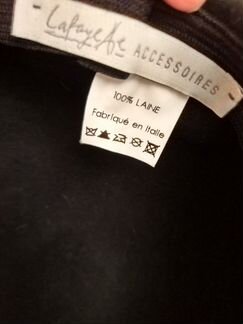 Lafayette ACCESSOIRES
100% LAINE
Fabriqué en Italie